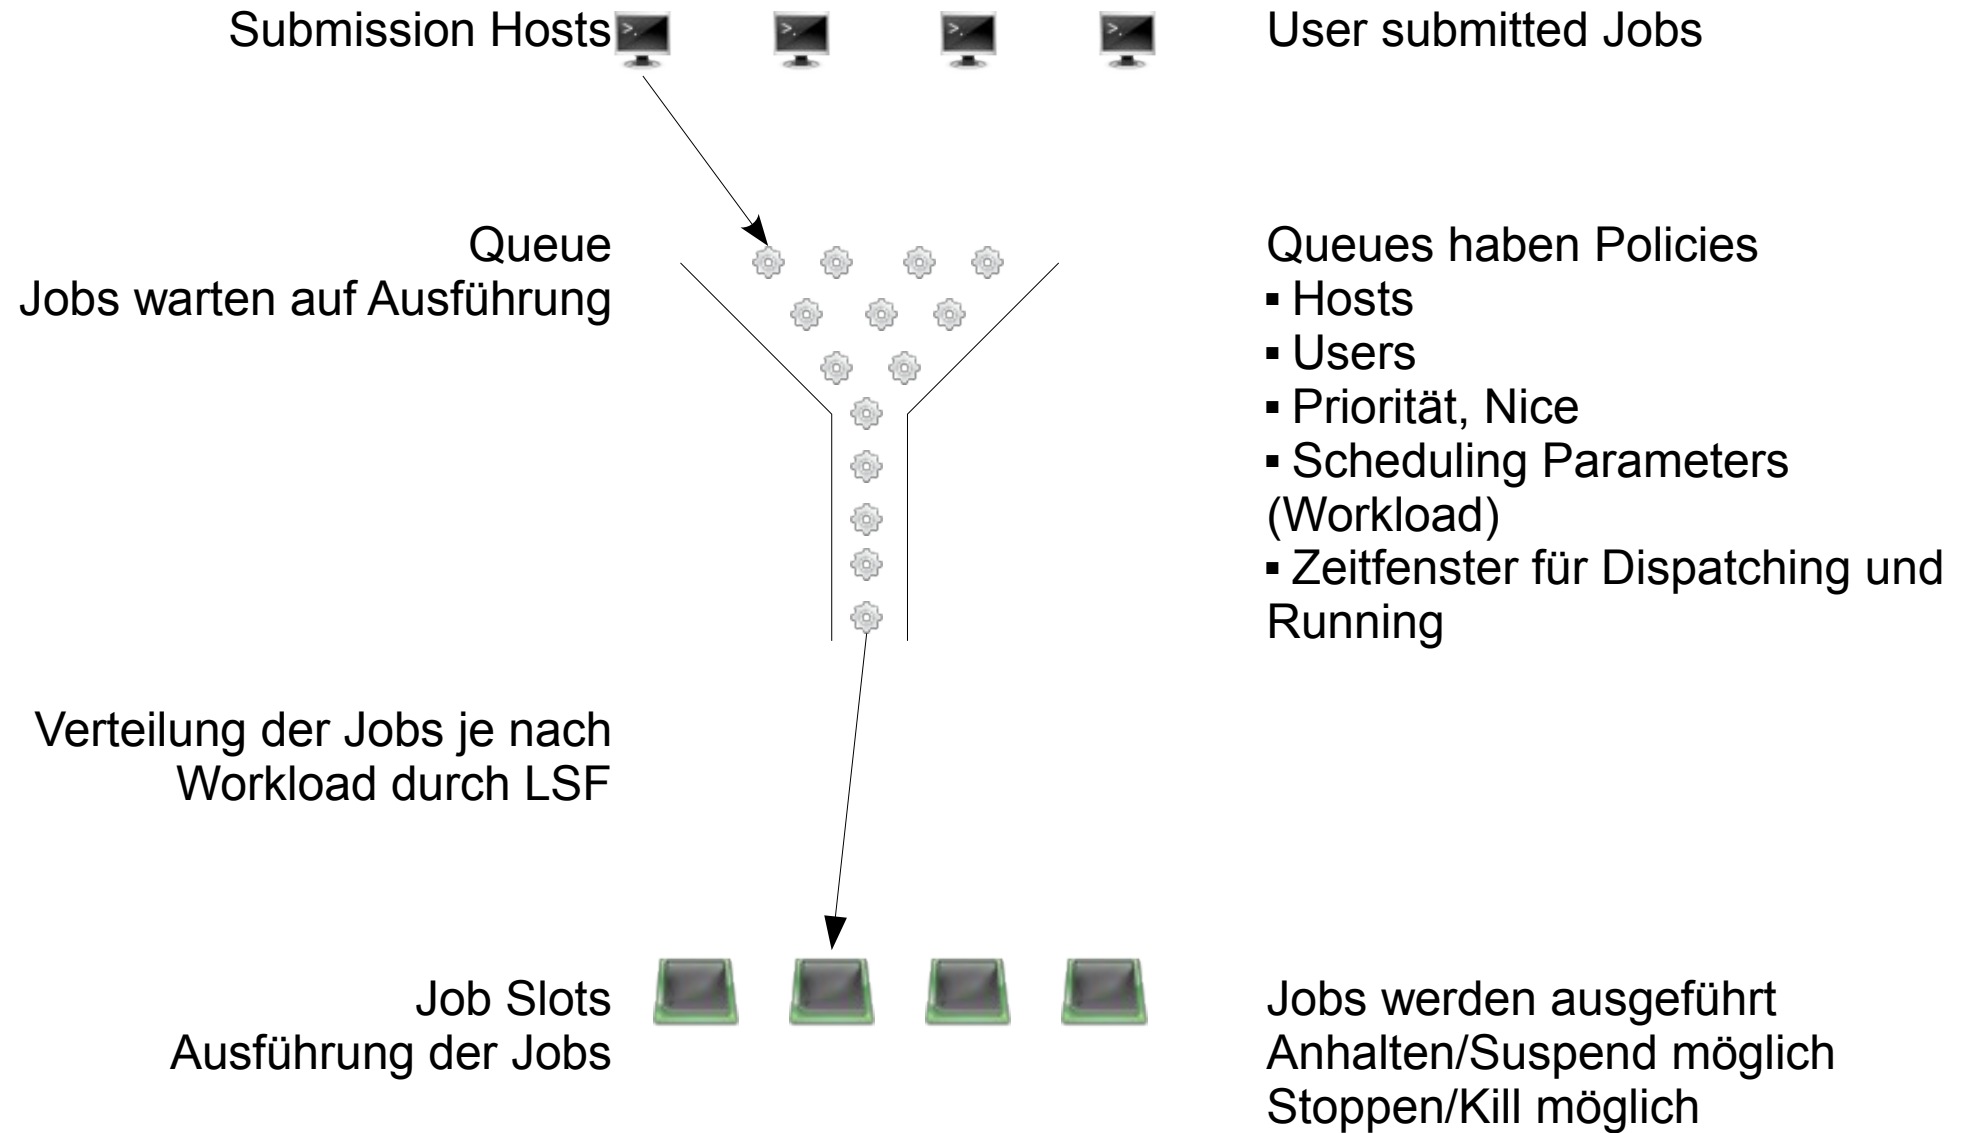 Submission Hosts
User submitted Jobs
Queue
Jobs warten auf Ausführung
Queues haben Policies
▪ Hosts
▪ Users
▪ Priorität, Nice
▪ Scheduling Parameters
(Workload)
▪ Zeitfenster für Dispatching und
Running
Verteilung der Jobs je nach
Workload durch LSF
Job Slots
Ausführung der Jobs
Jobs werden ausgeführt
Anhalten/Suspend möglich
Stoppen/Kill möglich